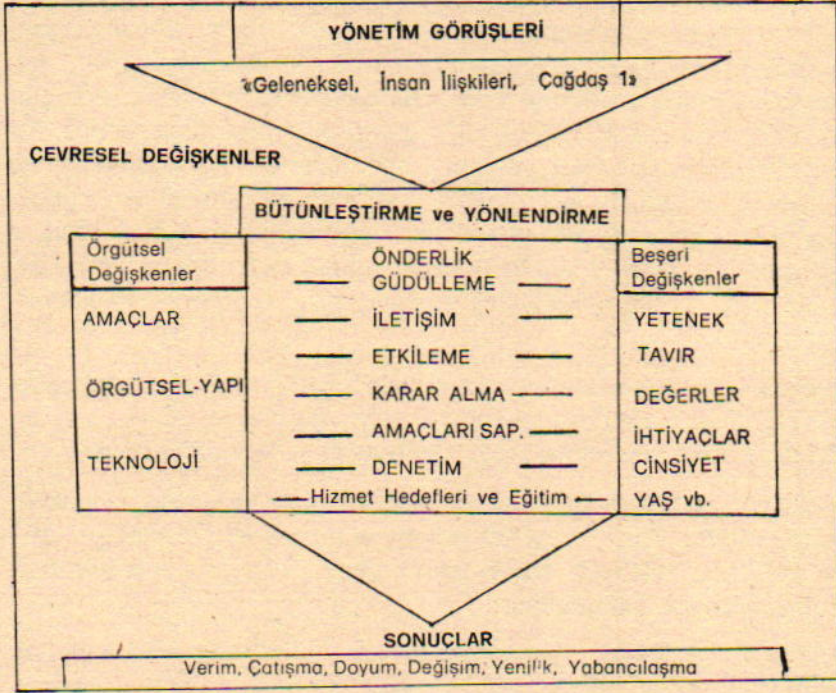 YÖNETİM GÖRÜŞLERİ
«Geleneksel, İnsan İlişkileri, Çağdaş 1»
ÇEVRESEL DEĞİŞKENLER
BÜTÜNLEŞTİRME ve YÖNLENDİRME
Örgütsel
Değişkenler
AMAÇLAR
ÖRGÜTSEL-YAPI
TEKNOLOJİ
ÖNDERLİK
GÜDÜLLEME
İLETİŞİM
ETKİLEME
KARAR ALMA
AMAÇLARI SAP.
DENETİM
Hizmet Hedefleri ve Eğitim
Beşeri
Değişkenler
YETENEK
TAVIR
DEĞERLER
İHTİYAÇLAR
CİNSİYET
YAŞ vb.
SONUÇLAR
Verim, Çatışma, Doyum, Değişim, Yenilik, Yabancılaşma